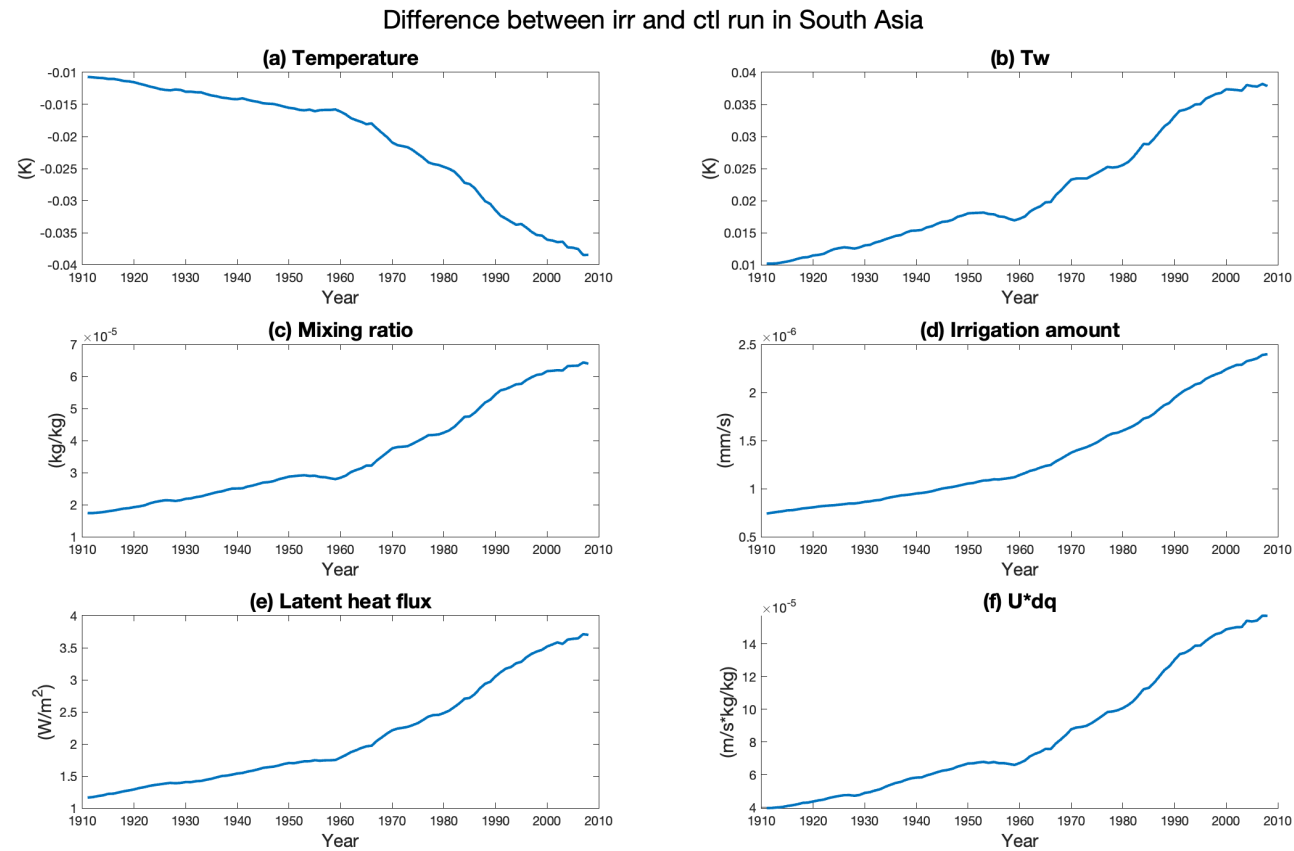 Difference between irr and ctl run in South Asia
(a) Temperature
-0.01
-0.015
-0.02
-0.025
-0.03
-0.035
-0.04
(K)
1910 1920 1930 1940 1950 1960 1970 1980 1990 2000 2010
Year
(b) Tw
0.04
0.035
0.03
0.025
0.02
0.015
0.01
(K)
1910 1920 1930 1940 1950 1960 1970 1980 1990 2000 2010
Year
(c) Mixing ratio
×10-5
7
6
5
4
3
2
1
(kg/kg)
1910 1920 1930 1940 1950 1960 1970 1980 1990 2000 2010
Year
(d) Irrigation amount
×10-6
2.5
2
1.5
1
0.5
(mm/s)
1910 1920 1930 1940 1950 1960 1970 1980 1990 2000 2010
Year
(e) Latent heat flux
4
3.5
3
2.5
2
1.5
1
(W/m2)
1910 1920 1930 1940 1950 1960 1970 1980 1990 2000 2010
Year
(f) U*dq
×10-5
14
12
10
8
6
4
(m/s*kg/kg)
1910 1920 1930 1940 1950 1960 1970 1980 1990 2000 2010
Year